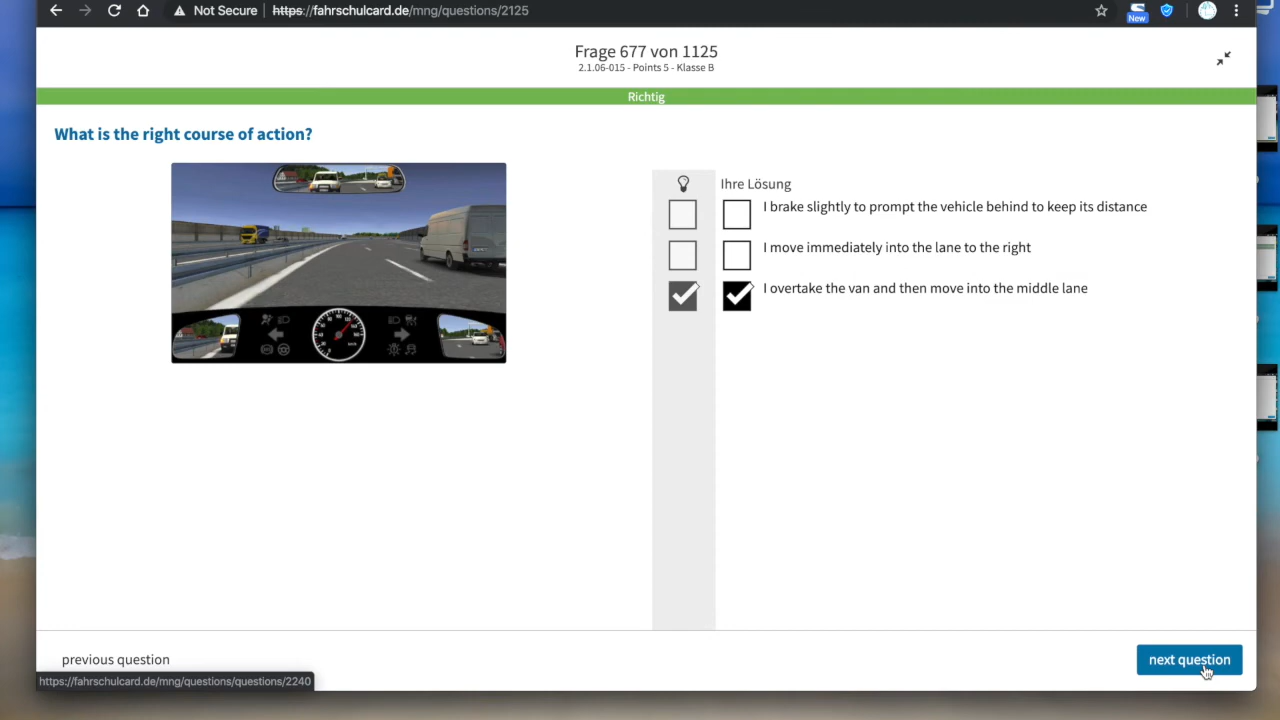 Not Secure | https://fahrschulcard.de/mng/questions/2125
New
Frage 677 von 1125
2.1.06-015 - Points 5 - Klasse B
Richtig
What is the right course of action?
Ihre Lösung
I brake slightly to prompt the vehicle behind to keep its distance
I move immediately into the lane to the right
I overtake the van and then move into the middle lane
previous question
next question
https://fahrschulcard.de/mng/questions/questions/2240